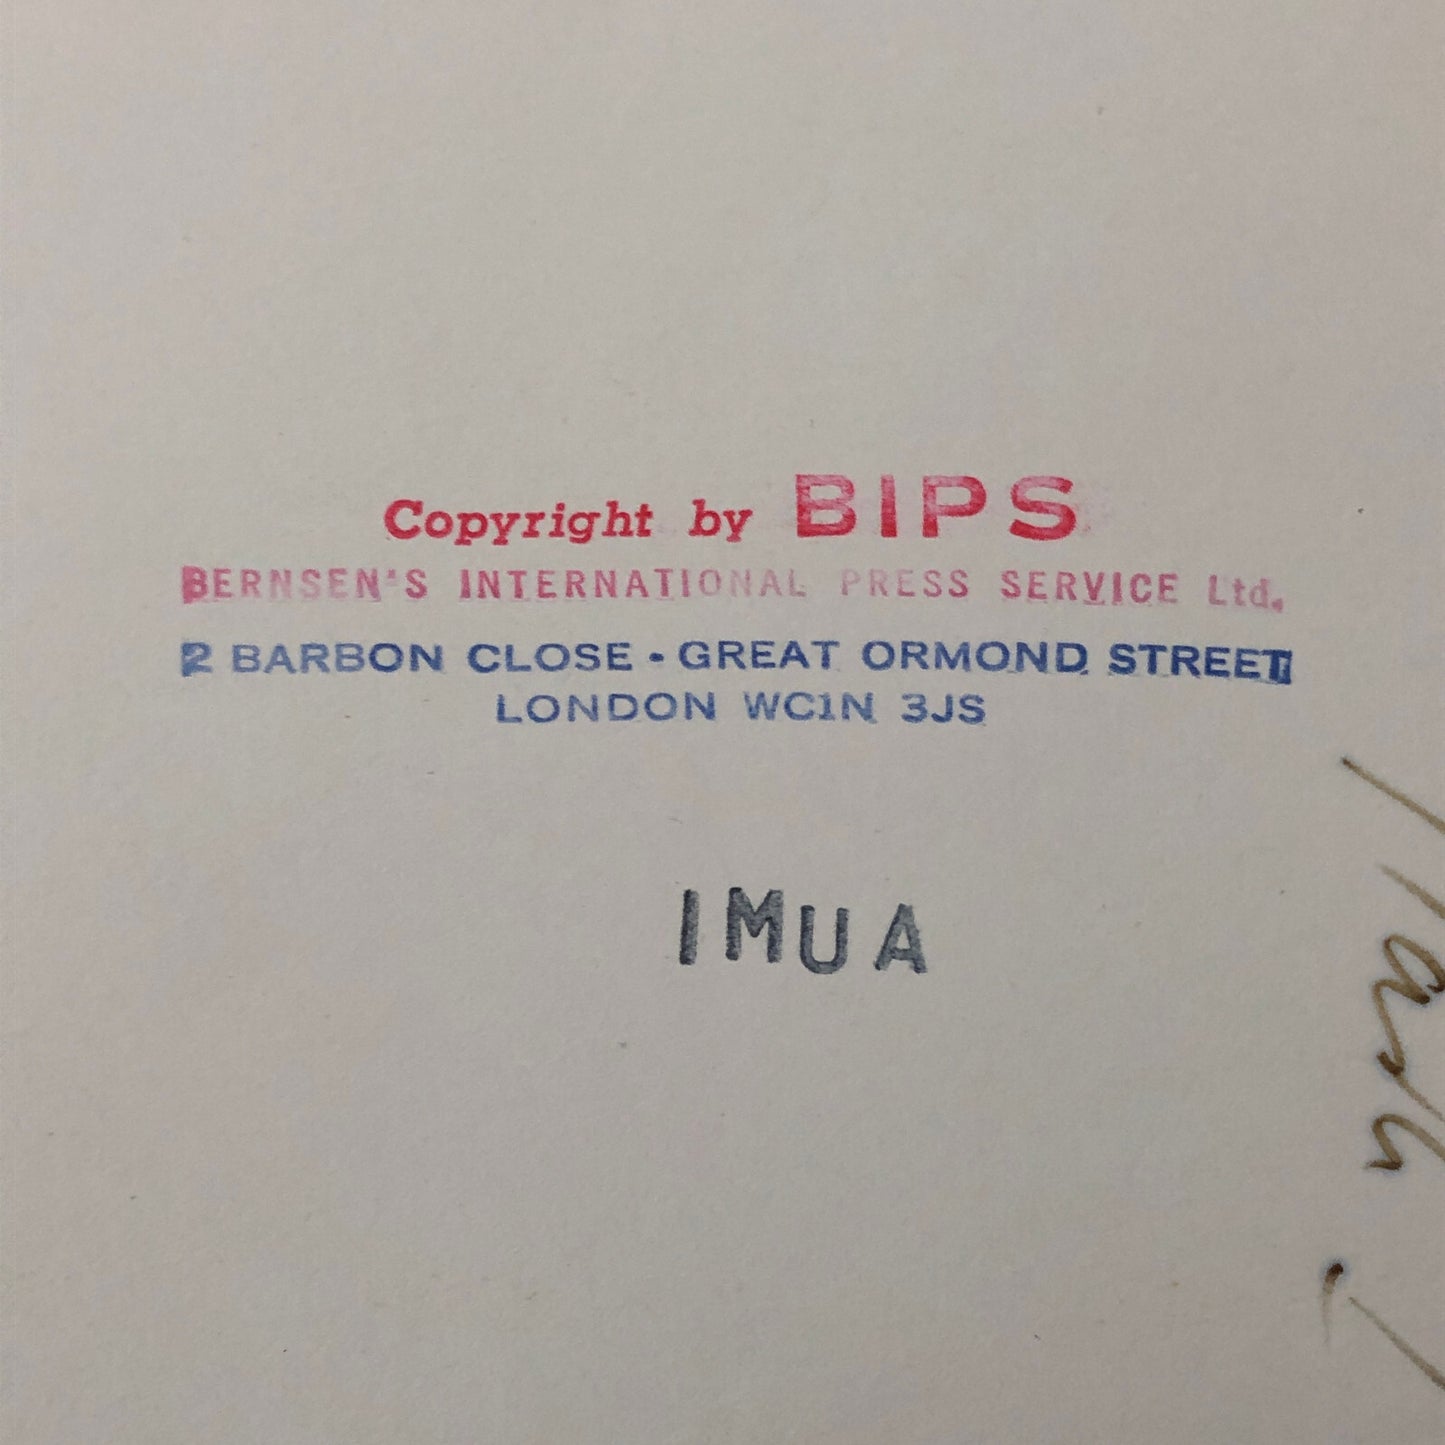 Copyright by BIPS
BERNSEN'S INTERNATIONAL PRESS SERVICE Ltd.
2 BARBON CLOSE - GREAT ORMOND STREET
LONDON WC1N 3JS
IMUA